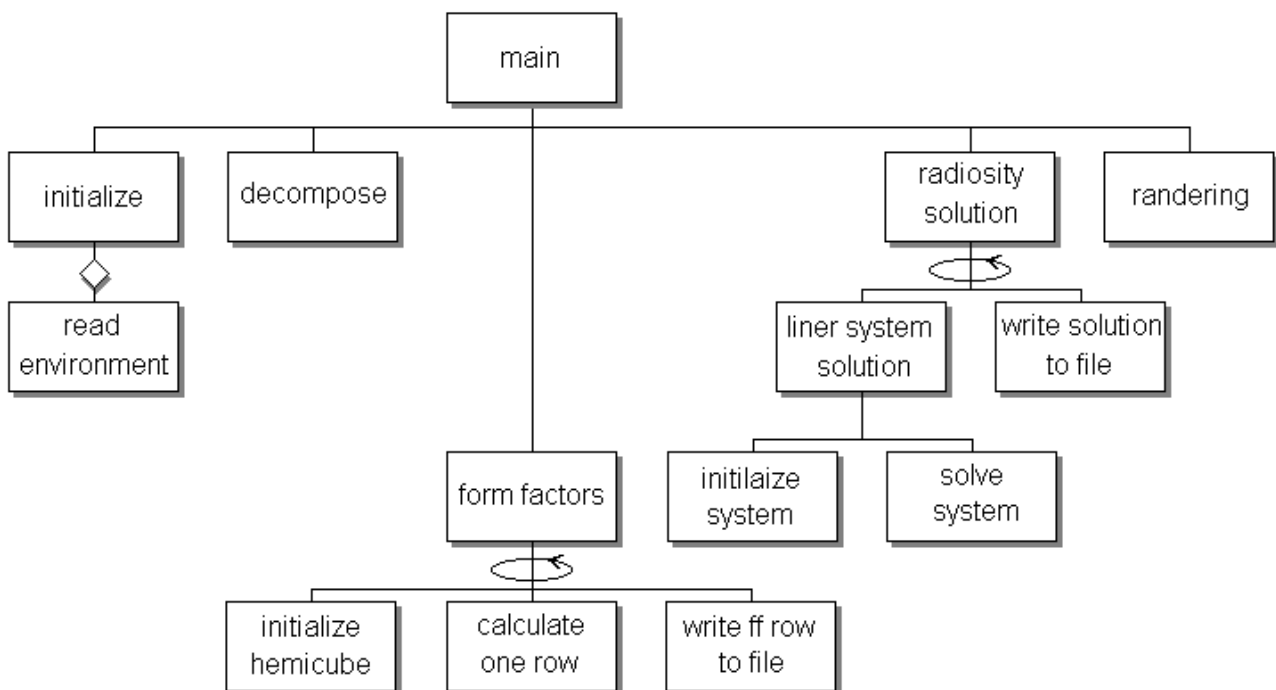 main
initialize
decompose
radiosity
solution
randering
read
environment
liner system
solution
write solution
to file
form factors
initilaize
system
solve
system
initialize
hemicube
calculate
one row
write ff row
to file